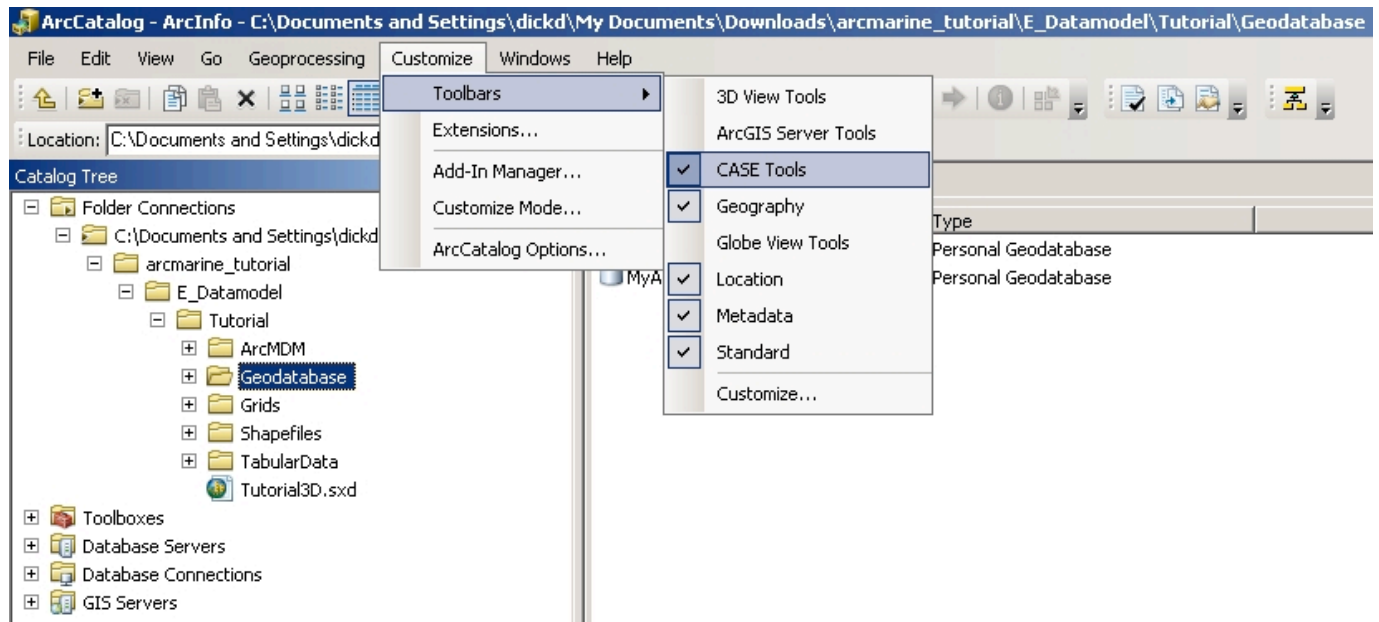 ArcCatalog - ArcInfo - C:\Documents and Settings\dickd\My Documents\Downloads\arcmarine_tutorial\E_Datamodel\Tutorial\Geodatabase
File Edit View Go Geoprocessing Customize Windows Help
Location: C:\Documents and Settings\dickd
Toolbars
Extensions...
Add-In Manager...
Customize Mode...
ArcCatalog Options...
3D View Tools
ArcGIS Server Tools
CASE Tools
Geography
Globe View Tools
Location
Metadata
Standard
Customize...
Catalog Tree
Folder Connections
C:\Documents and Settings\dickd
arcmarine_tutorial
E_Datamodel
Tutorial
ArcMDM
Geodatabase
Grids
Shapefiles
TabularData
Tutorial3D.sxd
Toolboxes
Database Servers
Database Connections
GIS Servers
Type
Personal Geodatabase
MyA
Personal Geodatabase